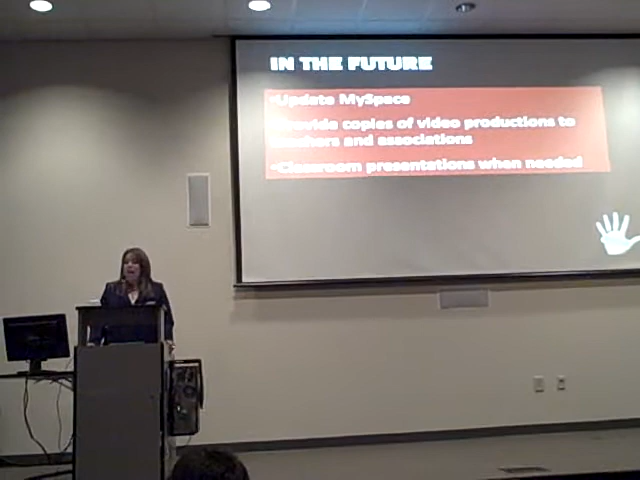 IN THE FUTURE
•Update MySpace
•Provide copies of video productions to
teachers and associations
•Classroom presentations when needed